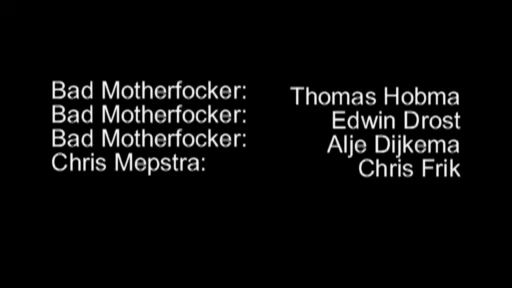 Bad Motherfocker: Thomas Hobma
Bad Motherfocker: Edwin Drost
Bad Motherfocker: Alje Dijkema
Chris Mepstra: Chris Frik